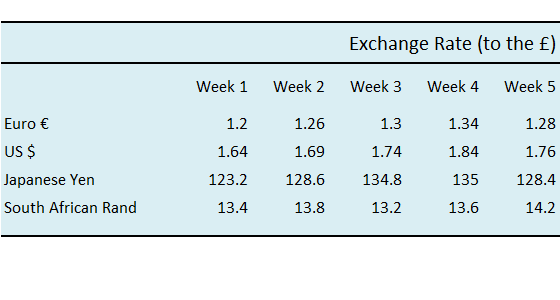 Exchange Rate (to the £)
Week 1 Week 2 Week 3 Week 4 Week 5
Euro € 1.2 1.26 1.3 1.34 1.28
US $ 1.64 1.69 1.74 1.84 1.76
Japanese Yen 123.2 128.6 134.8 135 128.4
South African Rand 13.4 13.8 13.2 13.6 14.2